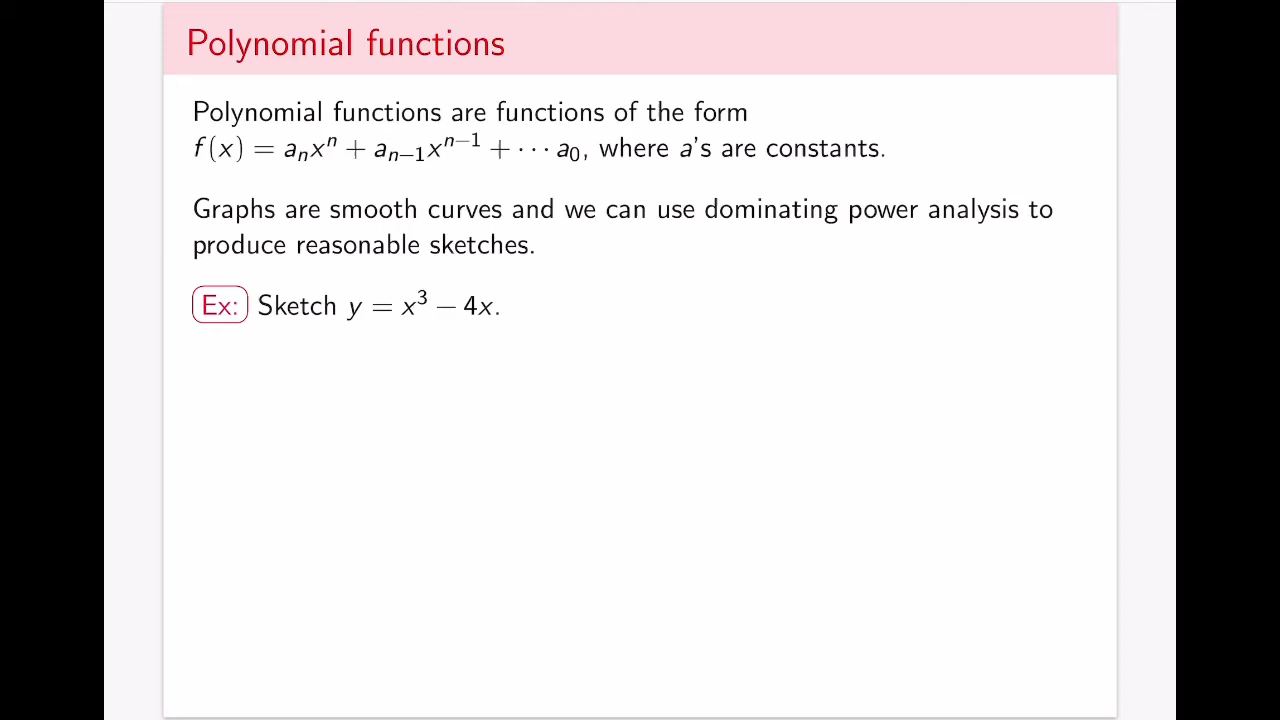 Polynomial functions
Polynomial functions are functions of the form
f(x) = aₙxⁿ + aₙ₋₁xⁿ⁻¹ + ⋯ a₀, where a's are constants.
Graphs are smooth curves and we can use dominating power analysis to
produce reasonable sketches.
Ex: Sketch y = x³ − 4x.